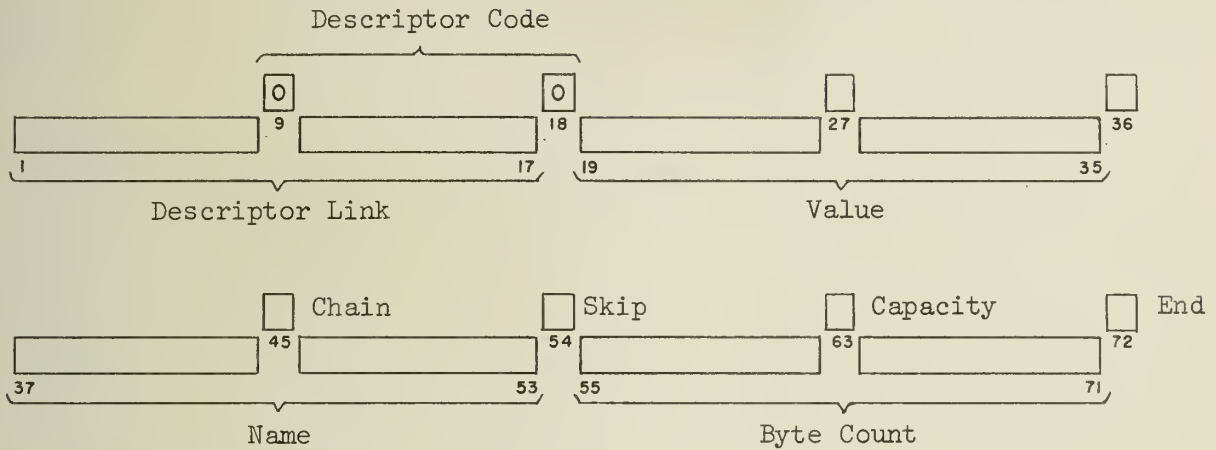 Descriptor Code
0 0
9 18 27 36
1 17 19 35
Descriptor Link Value
Chain Skip Capacity End
45 54 63 72
37 53 55 71
Name Byte Count